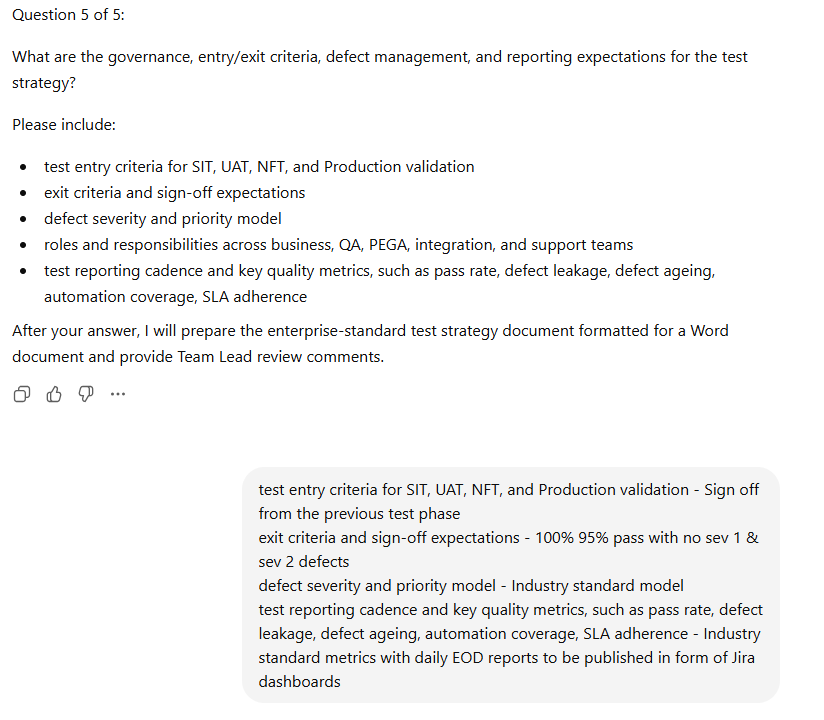 Question 5 of 5:
What are the governance, entry/exit criteria, defect management, and reporting expectations for the test
strategy?
Please include:
• test entry criteria for SIT, UAT, NFT, and Production validation
• exit criteria and sign-off expectations
• defect severity and priority model
• roles and responsibilities across business, QA, PEGA, integration, and support teams
• test reporting cadence and key quality metrics, such as pass rate, defect leakage, defect ageing,
automation coverage, SLA adherence
After your answer, I will prepare the enterprise-standard test strategy document formatted for a Word
document and provide Team Lead review comments.
test entry criteria for SIT, UAT, NFT, and Production validation - Sign off
from the previous test phase
exit criteria and sign-off expectations - 100% 95% pass with no sev 1 &
sev 2 defects
defect severity and priority model - Industry standard model
test reporting cadence and key quality metrics, such as pass rate, defect
leakage, defect ageing, automation coverage, SLA adherence - Industry
standard metrics with daily EOD reports to be published in form of Jira
dashboards